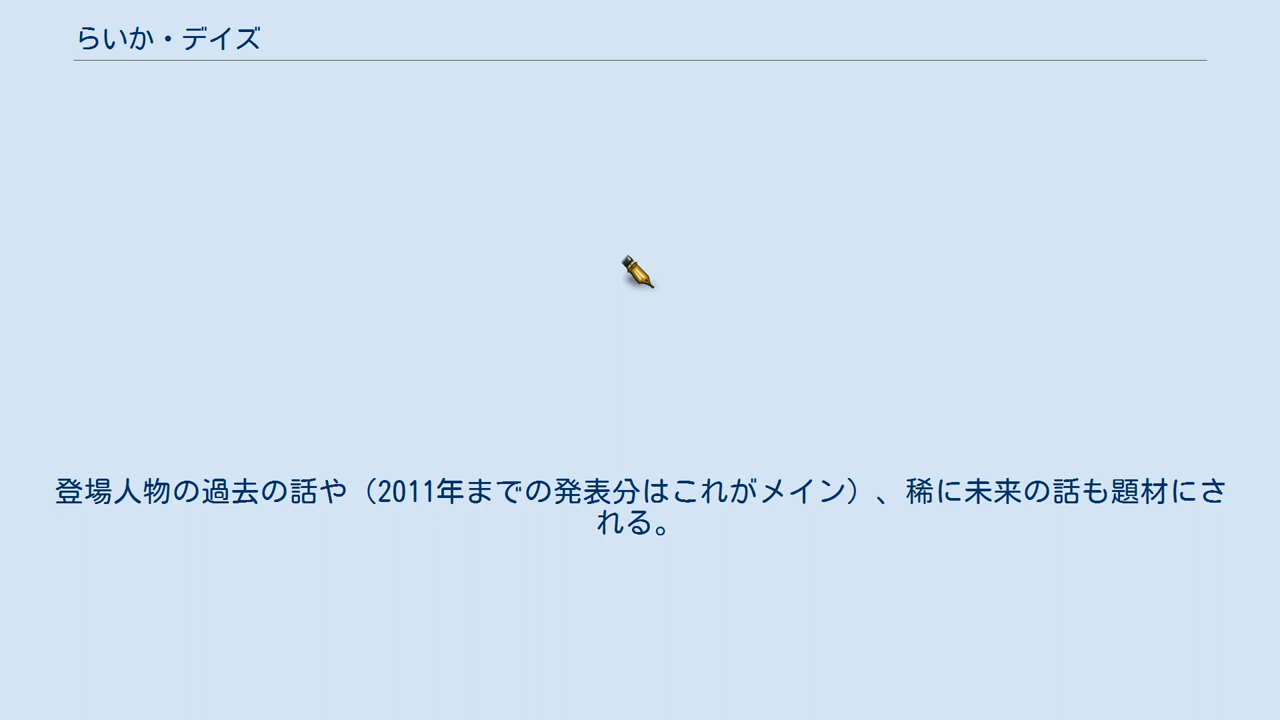 らいか・デイズ
登場人物の過去の話や（2011年までの発表分はこれがメイン）、稀に未来の話も題材にさ
れる。